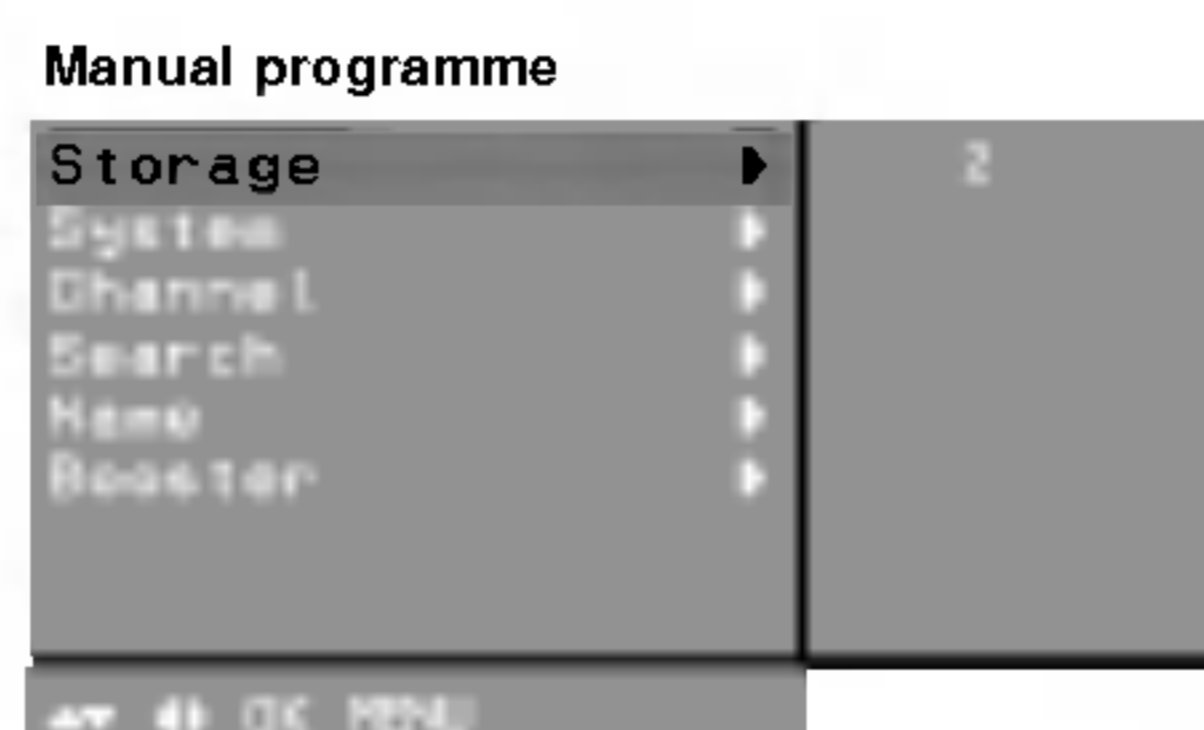 Manual programme
Storage 2
System
Channel
Search
Name
Booster
OK MENU